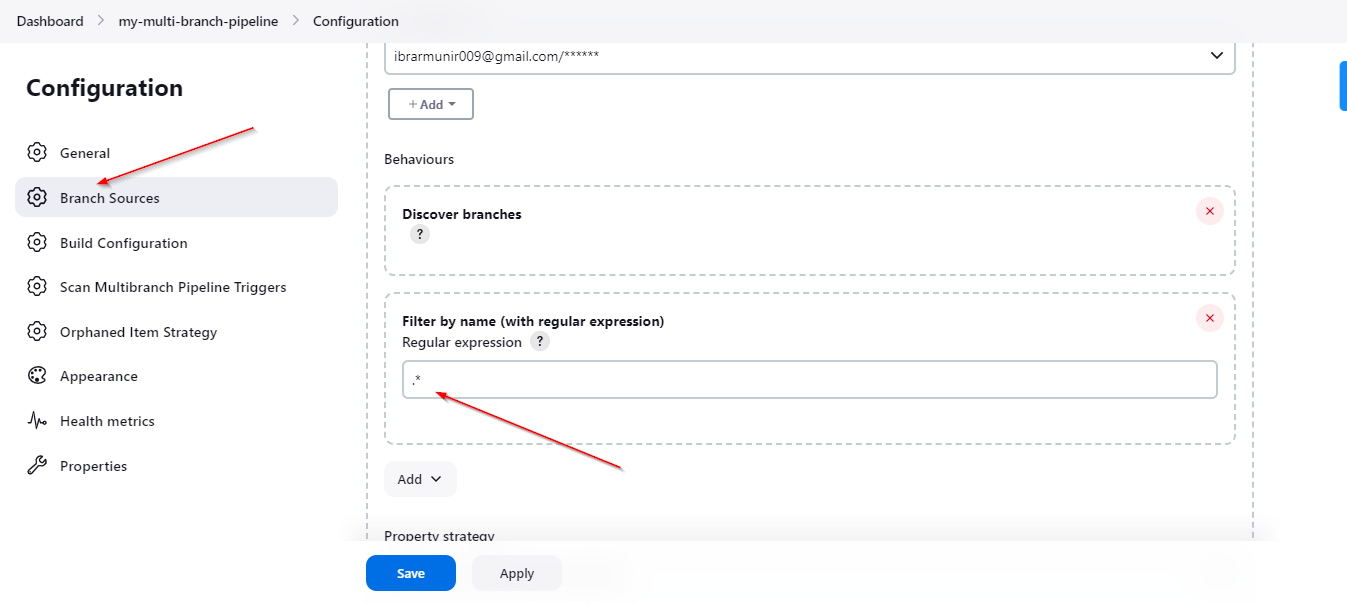 Dashboard > my-multi-branch-pipeline > Configuration
Configuration
General
Branch Sources
Build Configuration
Scan Multibranch Pipeline Triggers
Orphaned Item Strategy
Appearance
Health metrics
Properties
ibrarmunir009@gmail.com/******
+ Add
Behaviours
Discover branches
?
Filter by name (with regular expression)
Regular expression ?
.*
Add
Property strategy
Save Apply